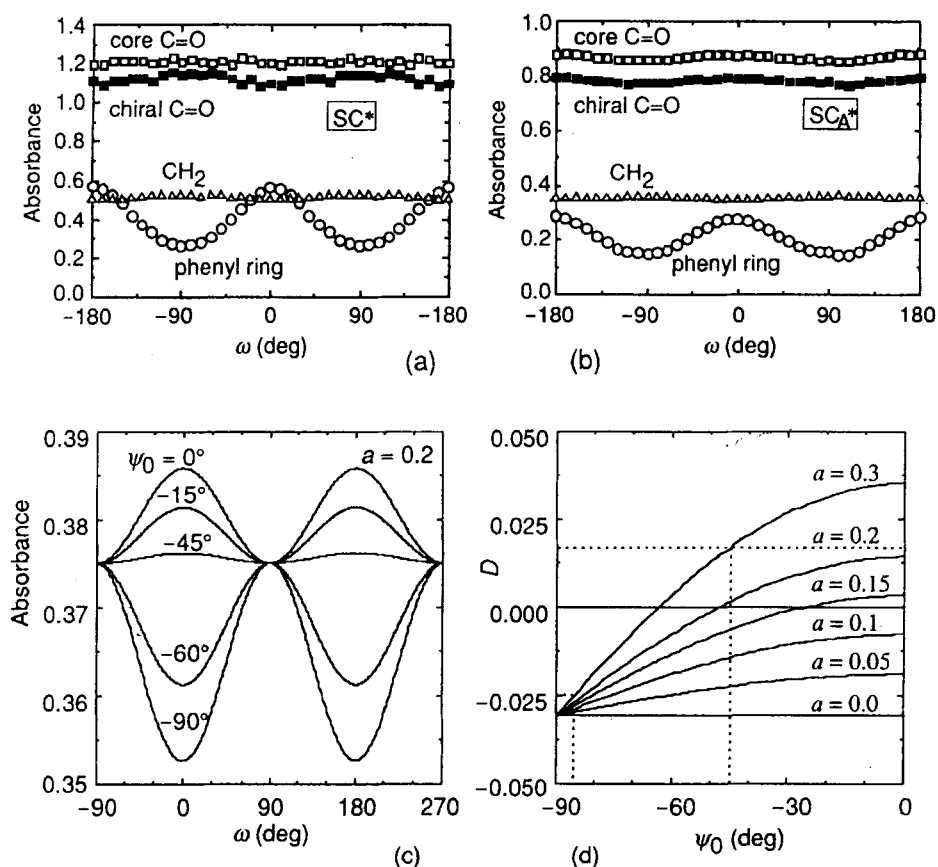 1.4
1.2
1.0
0.8
0.6
0.4
0.2
0.0
core C=O
chiral C=O
SC*
CH2
phenyl ring
Absorbance
-180 -90 0 90 -180
ω (deg)
(a)
1.0
0.8
0.6
0.4
0.2
0.0
core C=O
chiral C=O
SCA*
CH2
phenyl ring
Absorbance
-180 -90 0 90 180
ω (deg)
(b)
0.39
0.38
0.37
0.36
0.35
ψ0 = 0°
a = 0.2
-15°
-45°
-60°
-90°
Absorbance
-90 0 90 180 270
ω (deg)
(c)
0.050
0.025
0.000
-0.025
-0.050
D
a = 0.3
a = 0.2
a = 0.15
a = 0.1
a = 0.05
a = 0.0
-90 -60 -30 0
ψ0 (deg)
(d)